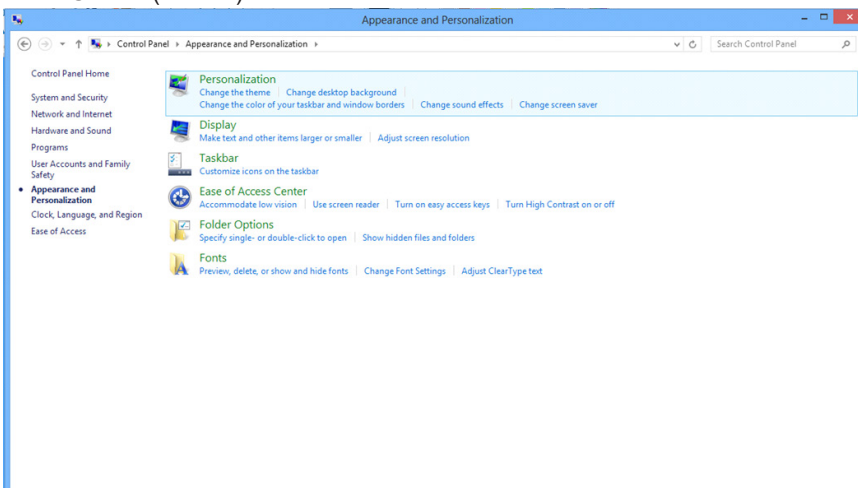 Appearance and Personalization
Control Panel Appearance and Personalization
Search Control Panel
Control Panel Home
System and Security
Network and Internet
Hardware and Sound
Programs
User Accounts and Family
Safety
Appearance and
Personalization
Clock, Language, and Region
Ease of Access
Personalization
Change the theme Change desktop background
Change the color of your taskbar and window borders Change sound effects Change screen saver
Display
Make text and other items larger or smaller Adjust screen resolution
Taskbar
Customize icons on the taskbar
Ease of Access Center
Accommodate low vision Use screen reader Turn on easy access keys Turn High Contrast on or off
Folder Options
Specify single- or double-click to open Show hidden files and folders
Fonts
Preview, delete, or show and hide fonts Change Font Settings Adjust ClearType text